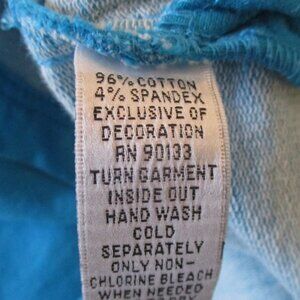 96% COTTON
4% SPANDEX
EXCLUSIVE OF
DECORATION
RN 90133
TURN GARMENT
INSIDE OUT
HAND WASH
COLD
SEPARATELY
ONLY NON-
CHLORINE BLEACH
WHEN NEEDED